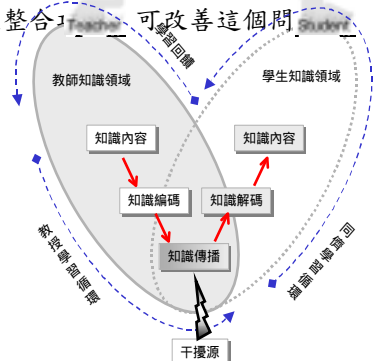 整合 可改善這個問
Teacher
Student
學習回饋
教師知識領域
學生知識領域
知識內容
知識內容
知識編碼
知識解碼
知識傳播
教授學習循環
同儕學習循環
干擾源